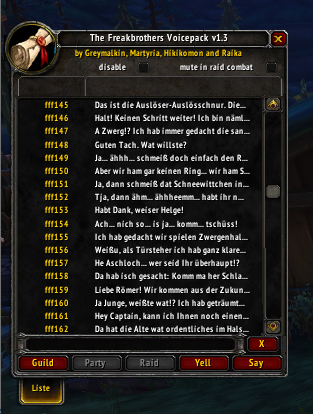 The Freakbrothers Voicepack v1.3
by Greymalkin, Martyria, Hikikomon and Raika
disable mute in raid combat
fff145 Das ist die Auslöser-Auslösschnur. Die...
fff146 Halt! Keinen Schritt weiter! Ich bin näml...
fff147 A Zwerg!? Ich hab immer gedacht die san...
fff148 Guten Tach. Wat willste?
fff149 Ja... ähhh... schmeiß doch einfach den R...
fff150 Aber wir ham gar keinen Ring... wir ham S...
fff151 Ja, dann schmeiß dat Schneewittchen in...
fff152 Tja, dann ähm... ähhheemm... habt ihr n...
fff153 Habt Dank, weiser Helge!
fff154 Ach... nich so... is ja... komm... tschüss!
fff155 Ich hab gedacht wir spielen Zwergenhal...
fff156 Weißu, als Türsteher ich hab ganz klare...
fff157 He Aschloch... wer seid Ihr überhaupt!?
fff158 Da hab isch gesacht: Komm ma her Schla...
fff159 Liebe Römer! Wir kommen aus der Zukun...
fff160 Ja Junge, weißte wat!? Ich hab geträumt...
fff161 Hey Captain, kann ich Ihnen noch einen...
fff162 Da hat die Alte wat ordentliches im Hals...
X
Guild Party Raid Yell Say
Liste